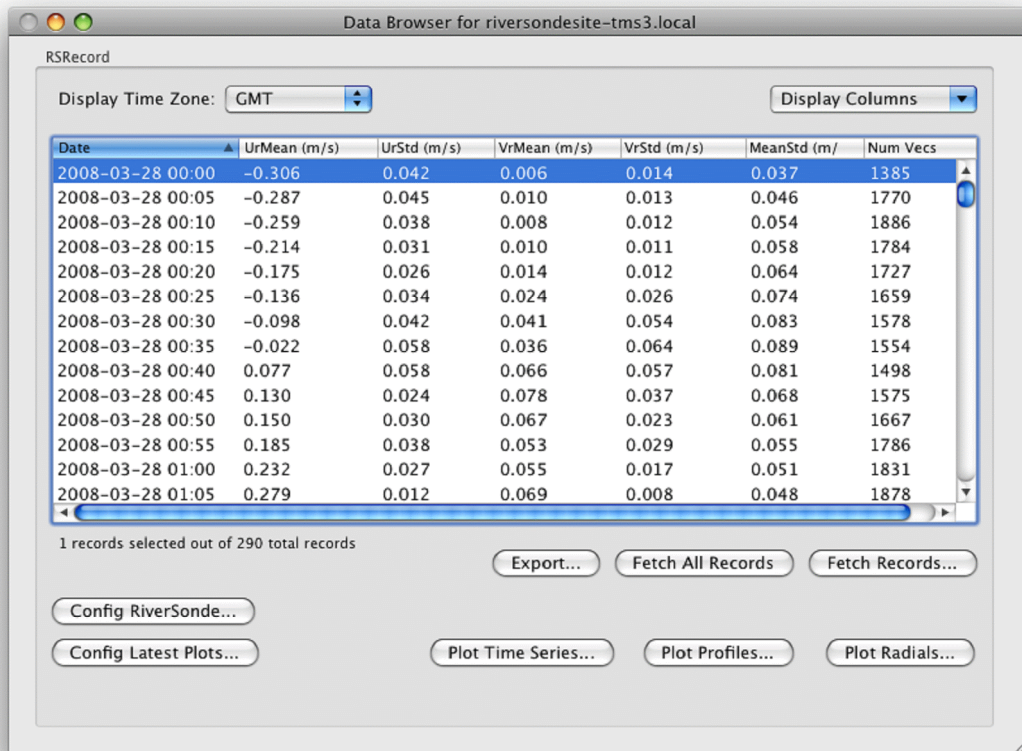 Data Browser for riversondesite-tms3.local
RSRecord
Display Time Zone: GMT Display Columns
Date UrMean (m/s) UrStd (m/s) VrMean (m/s) VrStd (m/s) MeanStd (m/ Num Vecs
2008-03-28 00:00 -0.306 0.042 0.006 0.014 0.037 1385
2008-03-28 00:05 -0.287 0.045 0.010 0.013 0.046 1770
2008-03-28 00:10 -0.259 0.038 0.008 0.012 0.054 1886
2008-03-28 00:15 -0.214 0.031 0.010 0.011 0.058 1784
2008-03-28 00:20 -0.175 0.026 0.014 0.012 0.064 1727
2008-03-28 00:25 -0.136 0.034 0.024 0.026 0.074 1659
2008-03-28 00:30 -0.098 0.042 0.041 0.054 0.083 1578
2008-03-28 00:35 -0.022 0.058 0.036 0.064 0.089 1554
2008-03-28 00:40 0.077 0.058 0.066 0.057 0.081 1498
2008-03-28 00:45 0.130 0.024 0.078 0.037 0.068 1575
2008-03-28 00:50 0.150 0.030 0.067 0.023 0.061 1667
2008-03-28 00:55 0.185 0.038 0.053 0.029 0.055 1786
2008-03-28 01:00 0.232 0.027 0.055 0.017 0.051 1831
2008-03-28 01:05 0.279 0.012 0.069 0.008 0.048 1878
1 records selected out of 290 total records
Export... Fetch All Records Fetch Records...
Config RiverSonde...
Config Latest Plots... Plot Time Series... Plot Profiles... Plot Radials...